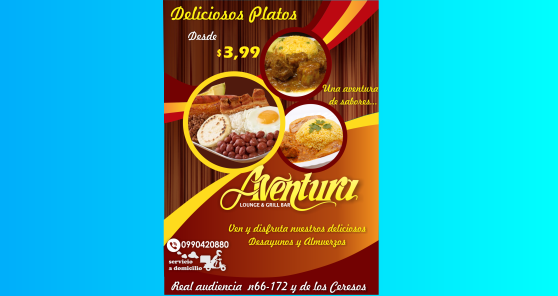 Deliciosos Platos
Desde
$3,99
Una aventura
de sabores...
Aventura
LOUNGE & GRILL BAR
Ven y disfruta nuestros deliciosos
Desayunos y Almuerzos
0990420880
servicio
a domicilio
Real audiencia n66-172 y de los Ceresos